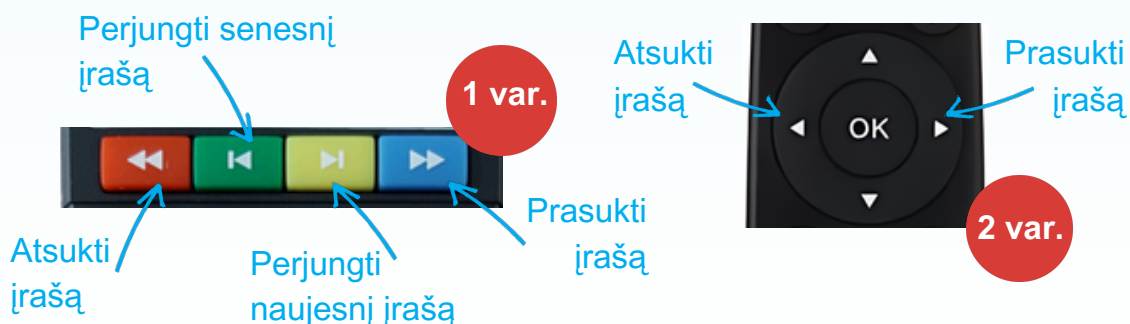 Perjungti senesnį
įrašą
1 var.
Atsukti
įrašą
Perjungti
naujesnį įrašą
Prasukti
įrašą
Atsukti
įrašą
OK
Prasukti
įrašą
2 var.